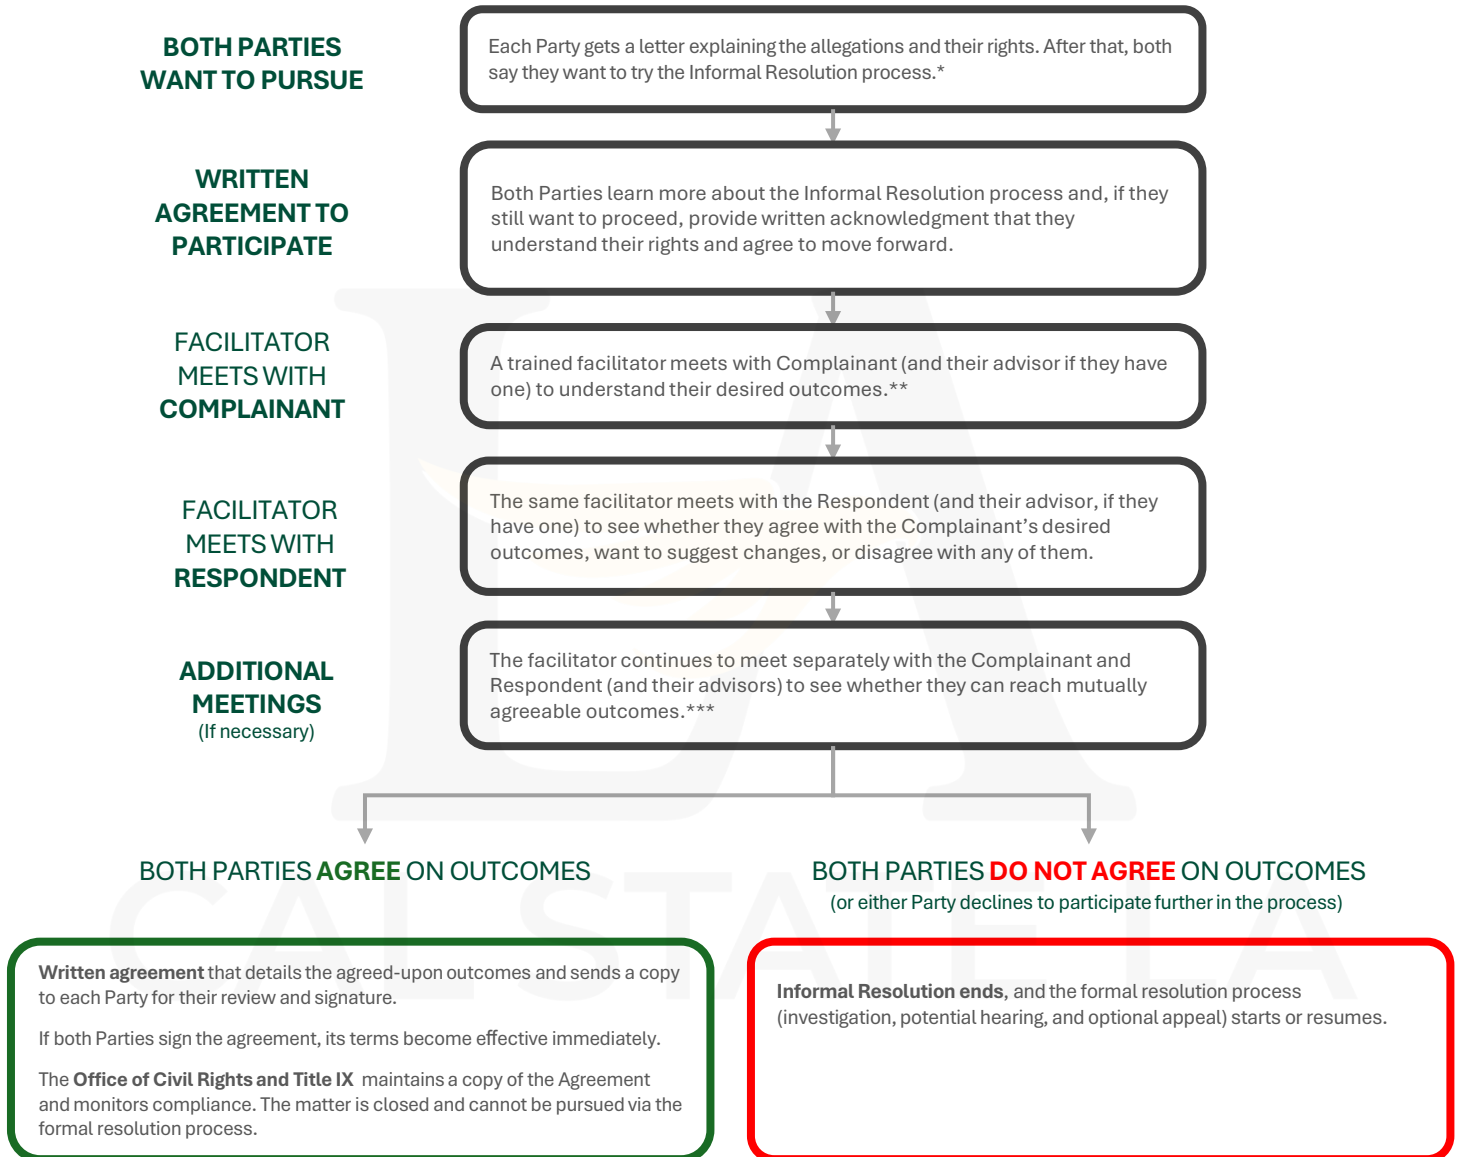 BOTH PARTIES
WANT TO PURSUE
Each Party gets a letter explaining the allegations and their rights. After that, both
say they want to try the Informal Resolution process.*
WRITTEN
AGREEMENT TO
PARTICIPATE
Both Parties learn more about the Informal Resolution process and, if they
still want to proceed, provide written acknowledgment that they
understand their rights and agree to move forward.
FACILITATOR
MEETS WITH
COMPLAINANT
A trained facilitator meets with Complainant (and their advisor if they have
one) to understand their desired outcomes.**
FACILITATOR
MEETS WITH
RESPONDENT
The same facilitator meets with the Respondent (and their advisor, if they
have one) to see whether they agree with the Complainant’s desired
outcomes, want to suggest changes, or disagree with any of them.
ADDITIONAL
MEETINGS
(If necessary)
The facilitator continues to meet separately with the Complainant and
Respondent (and their advisors) to see whether they can reach mutually
agreeable outcomes.***
BOTH PARTIES AGREE ON OUTCOMES
Written agreement that details the agreed-upon outcomes and sends a copy
to each Party for their review and signature.
If both Parties sign the agreement, its terms become effective immediately.
The Office of Civil Rights and Title IX maintains a copy of the Agreement
and monitors compliance. The matter is closed and cannot be pursued via the
formal resolution process.
BOTH PARTIES DO NOT AGREE ON OUTCOMES
(or either Party declines to participate further in the process)
Informal Resolution ends, and the formal resolution process
(investigation, potential hearing, and optional appeal) starts or resumes.
LA
CAL STATE LA